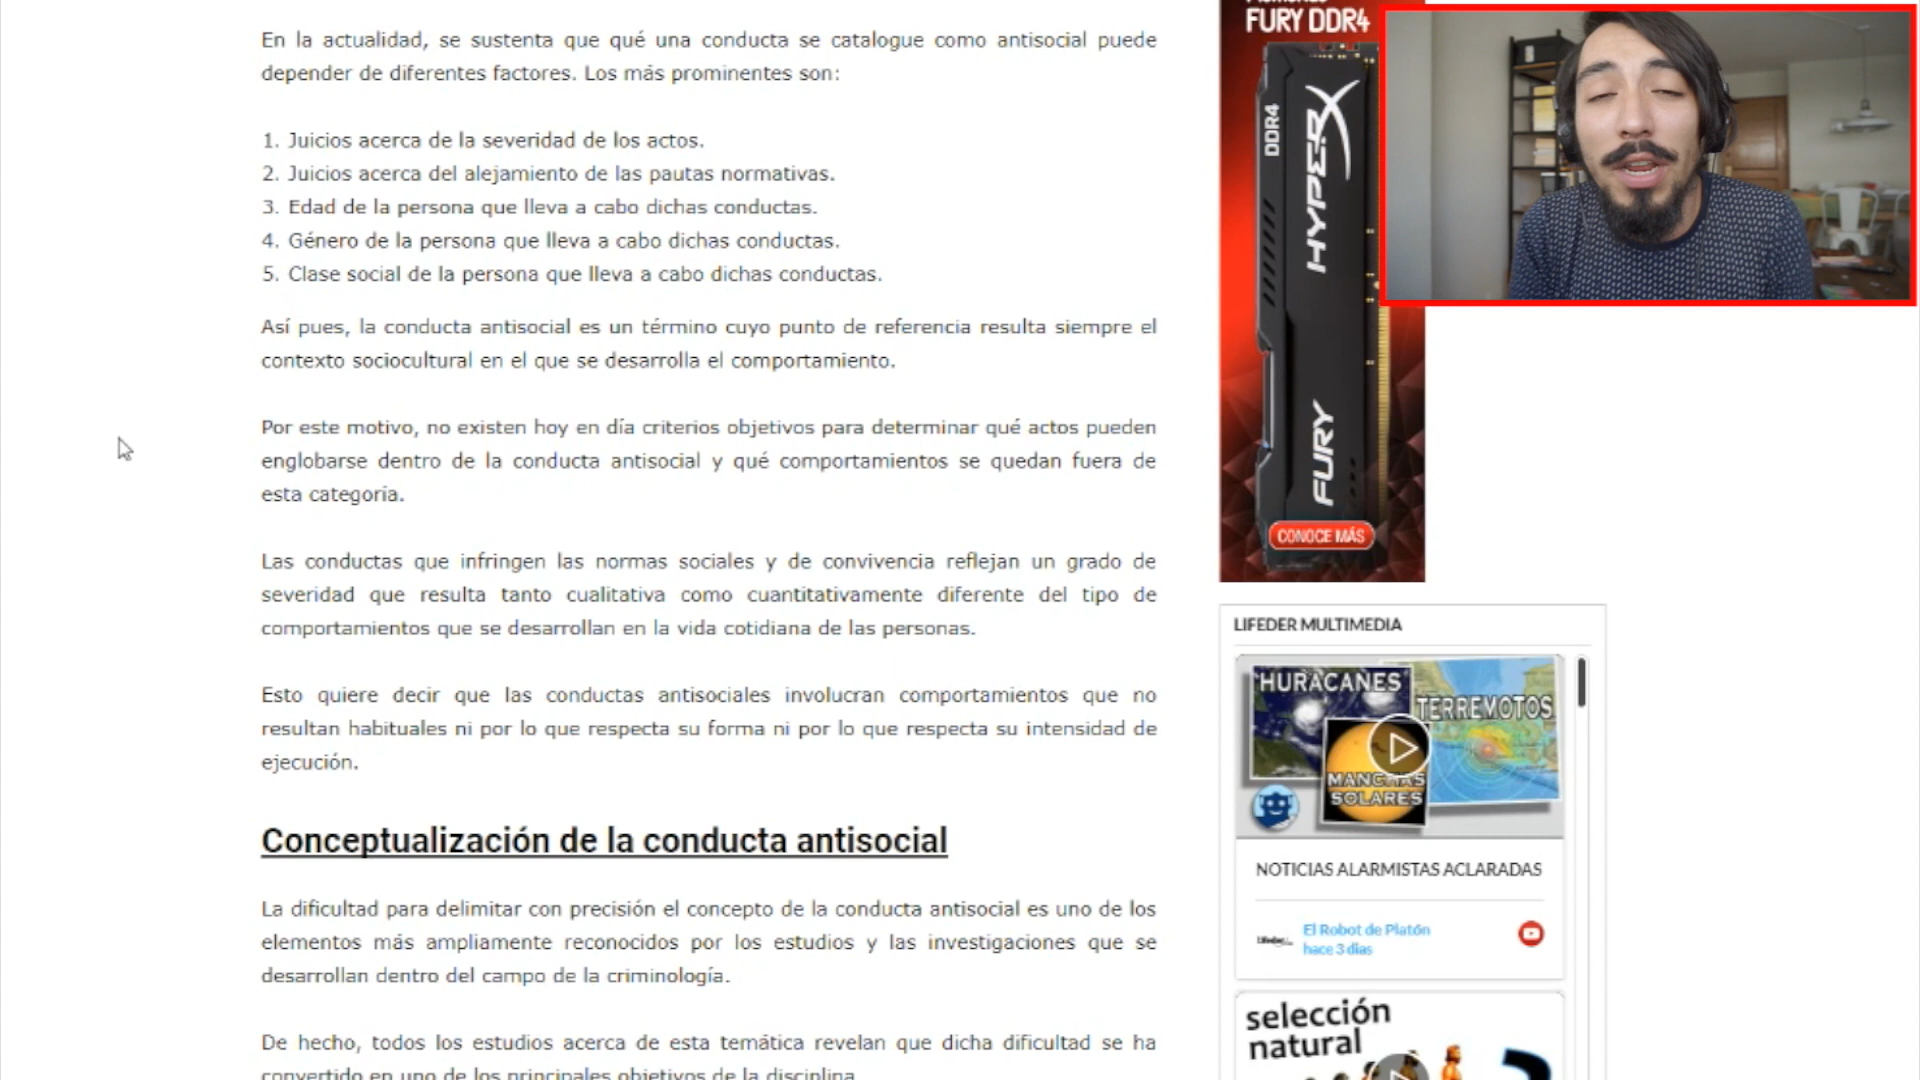 En la actualidad, se sustenta que qué una conducta se catalogue como antisocial puede
depender de diferentes factores. Los más prominentes son:
1. Juicios acerca de la severidad de los actos.
2. Juicios acerca del alejamiento de las pautas normativas.
3. Edad de la persona que lleva a cabo dichas conductas.
4. Género de la persona que lleva a cabo dichas conductas.
5. Clase social de la persona que lleva a cabo dichas conductas.
Así pues, la conducta antisocial es un término cuyo punto de referencia resulta siempre el
contexto sociocultural en el que se desarrolla el comportamiento.
Por este motivo, no existen hoy en día criterios objetivos para determinar qué actos pueden
englobarse dentro de la conducta antisocial y qué comportamientos se quedan fuera de
esta categoria.
Las conductas que infringen las normas sociales y de convivencia reflejan un grado de
severidad que resulta tanto cualitativa como cuantitativamente diferente del tipo de
comportamientos que se desarrollan en la vida cotidiana de las personas.
Esto quiere decir que las conductas antisociales involucran comportamientos que no
resultan habituales ni por lo que respecta su forma ni por lo que respecta su intensidad de
ejecución.
Conceptualización de la conducta antisocial
La dificultad para delimitar con precisión el concepto de la conducta antisocial es uno de los
elementos más ampliamente reconocidos por los estudios y las investigaciones que se
desarrollan dentro del campo de la criminología.
De hecho, todos los estudios acerca de esta temática revelan que dicha dificultad se ha
convertido en uno de los principales objetivos de la disciplina.
FURY DDR4
DDR4
HYPERX
FURY
CONOCE MÁS
LIFEDER MULTIMEDIA
HURACANES
TERREMOTOS
MANCHAS
SOLARES
NOTICIAS ALARMISTAS ACLARADAS
El Robot de Platón
hace 3 días
selección
natural